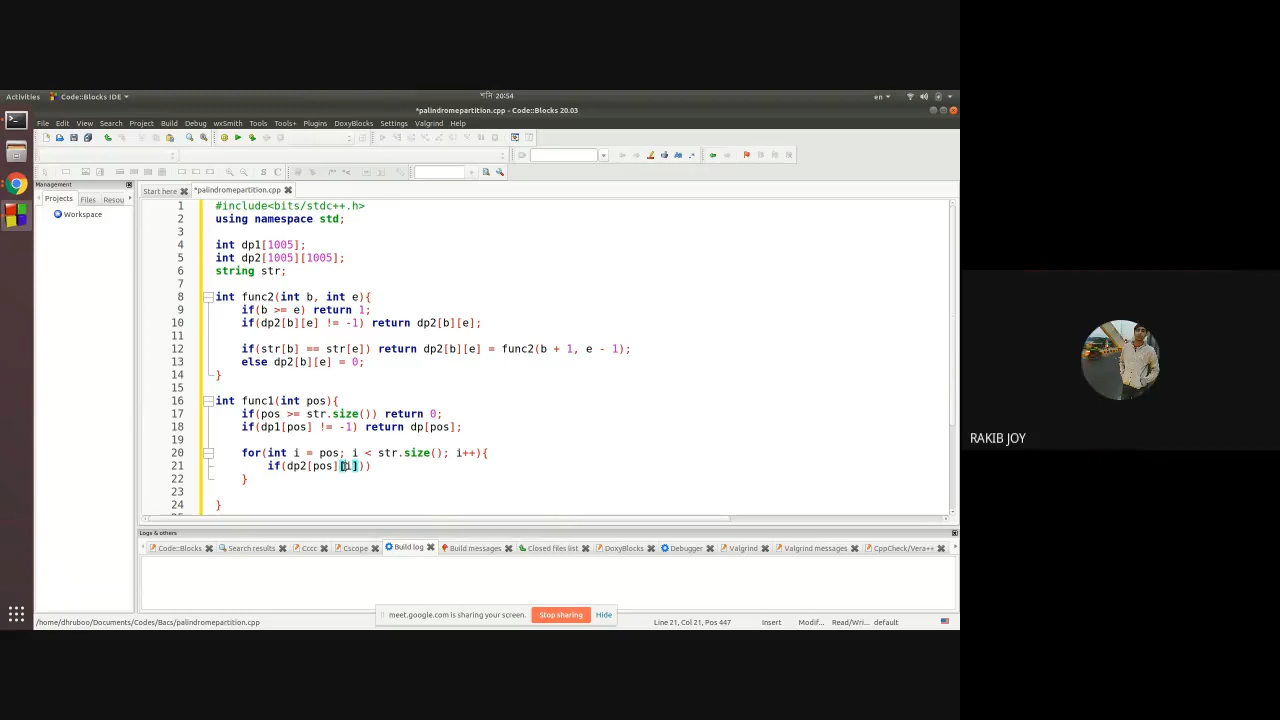 Activities Code::Blocks IDE শনি 20:54 en
*palindromepartition.cpp - Code::Blocks 20.03
File Edit View Search Project Build Debug wxSmith Tools Tools+ Plugins DoxyBlocks Settings Valgrind Help
Management
Projects Files Resou
Workspace
Start here *palindromepartition.cpp
1 #include<bits/stdc++.h>
2 using namespace std;
3
4 int dp1[1005];
5 int dp2[1005][1005];
6 string str;
7
8 int func2(int b, int e){
9 if(b >= e) return 1;
10 if(dp2[b][e] != -1) return dp2[b][e];
11
12 if(str[b] == str[e]) return dp2[b][e] = func2(b + 1, e - 1);
13 else dp2[b][e] = 0;
14 }
15
16 int func1(int pos){
17 if(pos >= str.size()) return 0;
18 if(dp1[pos] != -1) return dp[pos];
19
20 for(int i = pos; i < str.size(); i++){
21 if(dp2[pos][i]))
22 }
23
24 }
Logs & others
Code::Blocks Search results Cccc Cscope Build log Build messages Closed files list DoxyBlocks Debugger Valgrind Valgrind messages CppCheck/Vera++
meet.google.com is sharing your screen. Stop sharing Hide
/home/dhruboo/Documents/Codes/Bacs/palindromepartition.cpp Line 21, Col 21, Pos 447 Insert Modif... Read/Wri... default
RAKIB JOY